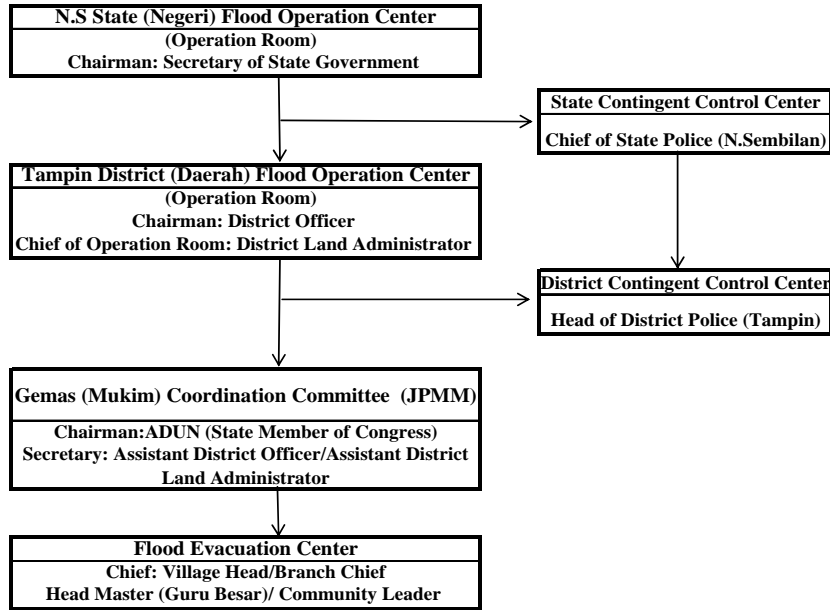 N.S State (Negeri) Flood Operation Center
(Operation Room)
Chairman: Secretary of State Government
State Contingent Control Center
Chief of State Police (N.Sembilan)
Tampin District (Daerah) Flood Operation Center
(Operation Room)
Chairman: District Officer
Chief of Operation Room: District Land Administrator
District Contingent Control Center
Head of District Police (Tampin)
Gemas (Mukim) Coordination Committee (JPMM)
Chairman:ADUN (State Member of Congress)
Secretary: Assistant District Officer/Assistant District
Land Administrator
Flood Evacuation Center
Chief: Village Head/Branch Chief
Head Master (Guru Besar)/ Community Leader